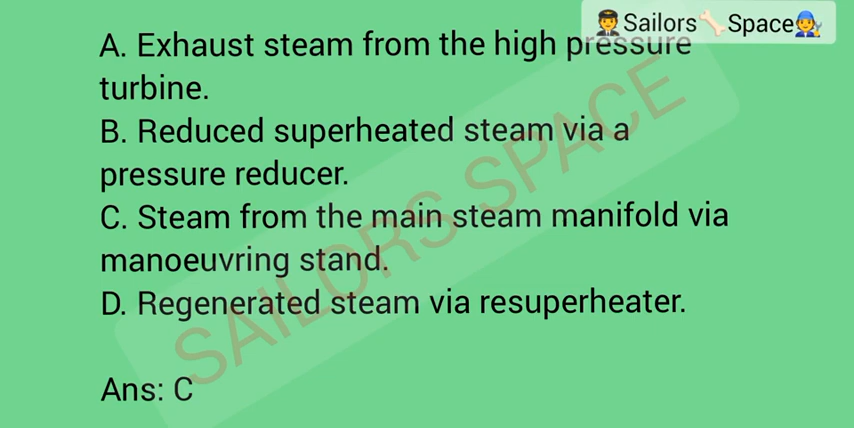 Sailors Space
A. Exhaust steam from the high pressure
turbine.
B. Reduced superheated steam via a
pressure reducer.
C. Steam from the main steam manifold via
manoeuvring stand.
D. Regenerated steam via resuperheater.
Ans: C
SAILORS SPACE